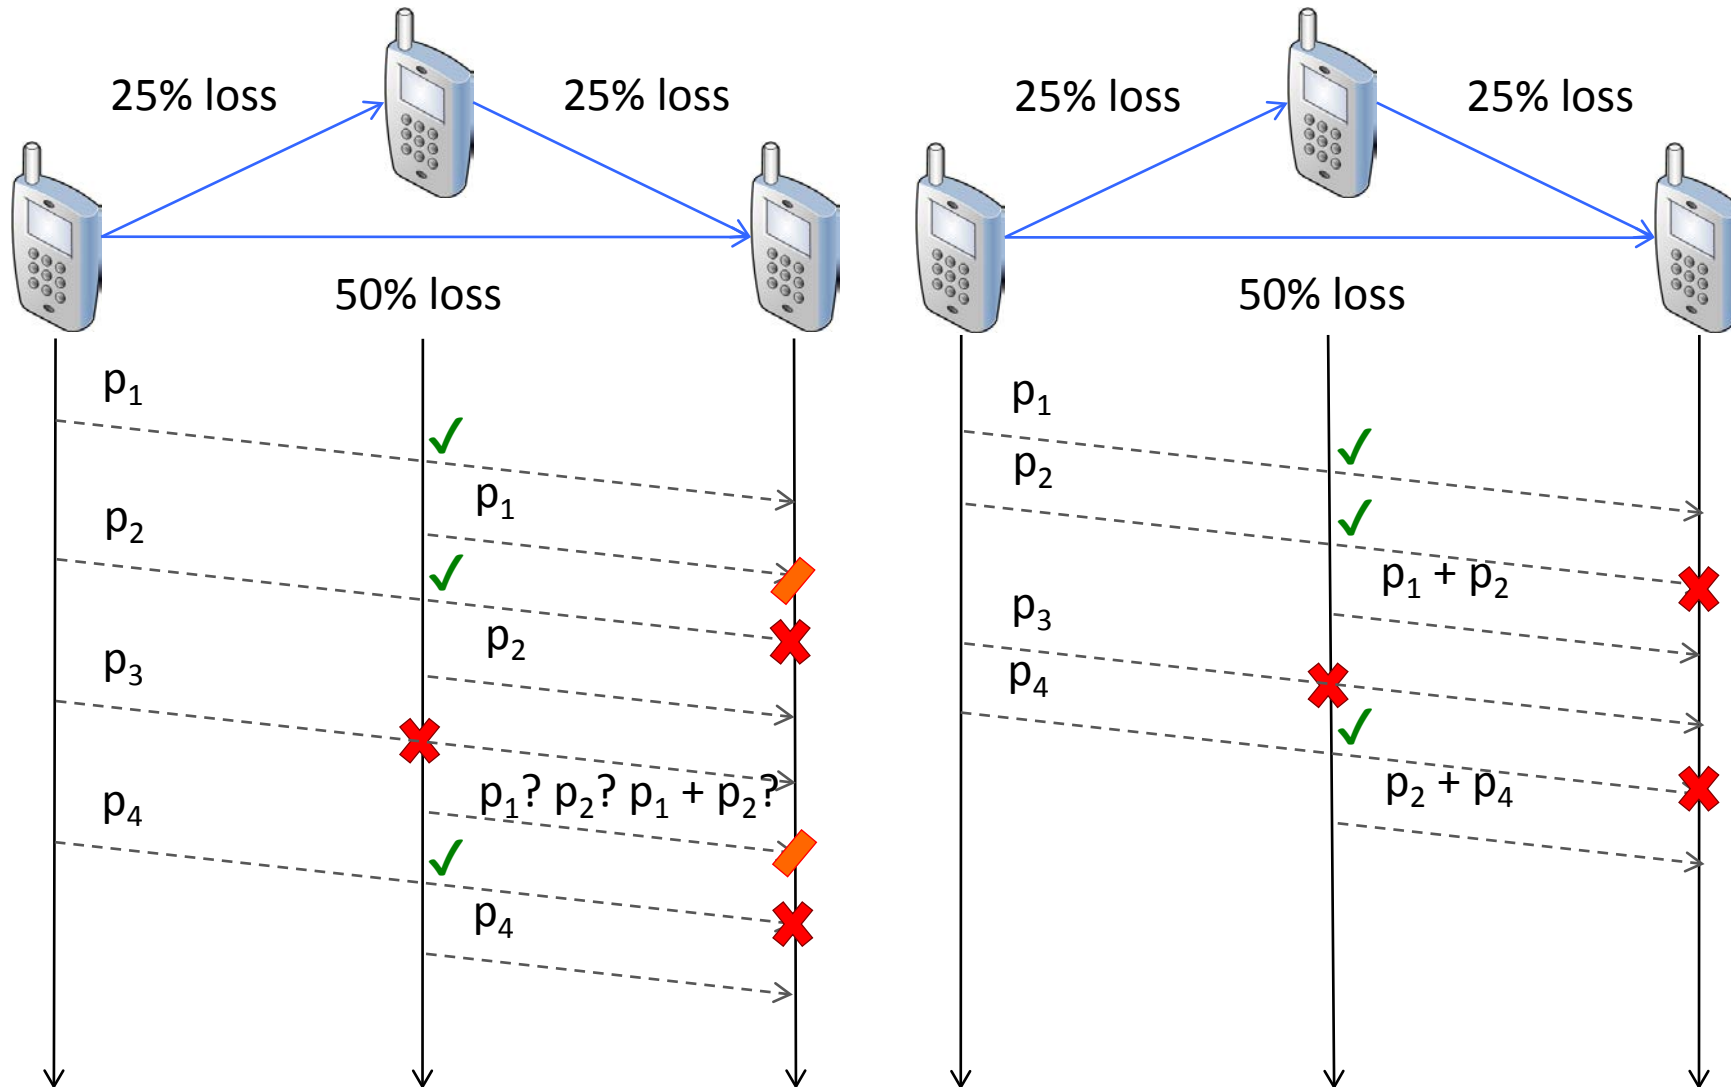 25% loss
25% loss
50% loss
p₁
p₁
p₂
p₂
p₃
p₁? p₂? p₁ + p₂?
p₄
p₄
25% loss
25% loss
50% loss
p₁
p₂
p₁ + p₂
p₃
p₄
p₂ + p₄